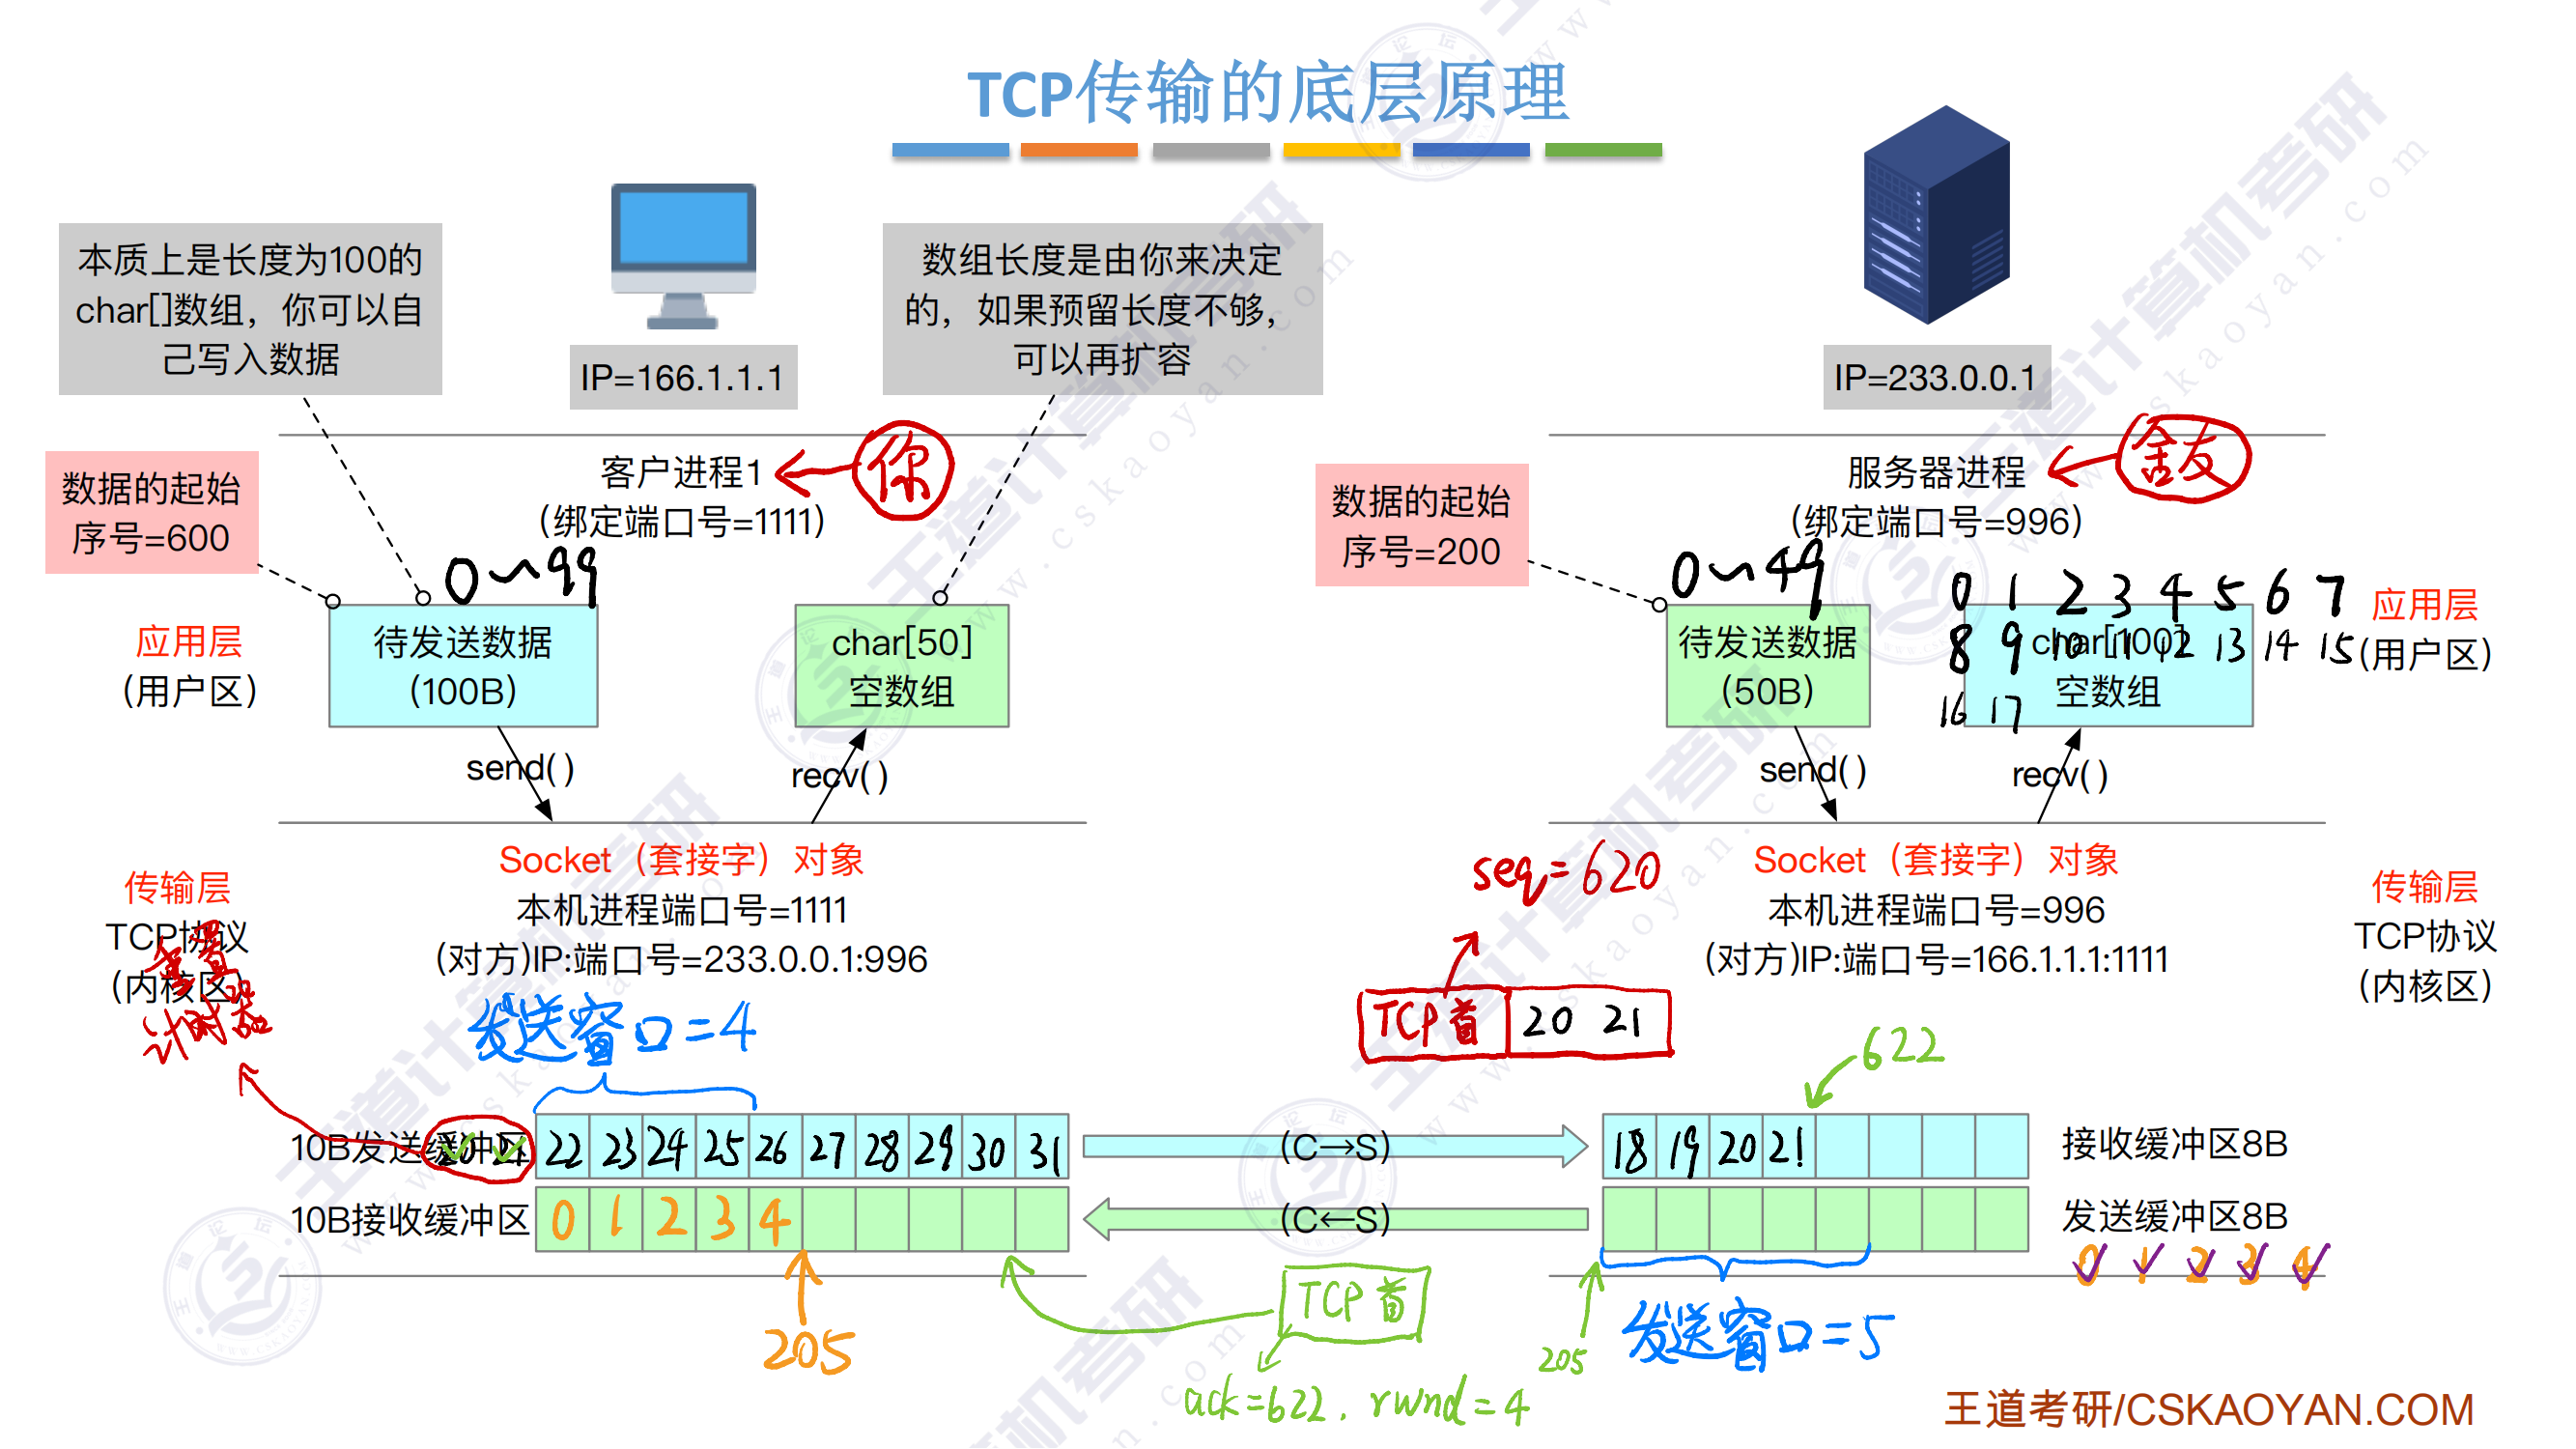 TCP传输的底层原理
本质上是长度为100的
char[]数组，你可以自
己写入数据
IP=166.1.1.1
数组长度是由你来决定
的，如果预留长度不够，
可以再扩容
IP=233.0.0.1
数据的起始
序号=600
客户进程1
(绑定端口号=1111)
你
数据的起始
序号=200
服务器进程
(绑定端口号=996)
0~99
0~49
应用层
(用户区)
待发送数据
(100B)
char[50]
空数组
待发送数据
(50B)
0 1 2 3 4 5 6 7
8 9 10 11 12 13 14 15
16 17
char[100]
空数组
应用层
(用户区)
send()
recv()
send()
recv()
传输层
TCP协议
(内核区)
重置
计时器
Socket（套接字）对象
本机进程端口号=1111
(对方)IP:端口号=233.0.0.1:996
seq=620
TCP首 20 21
Socket（套接字）对象
本机进程端口号=996
(对方)IP:端口号=166.1.1.1:1111
传输层
TCP协议
(内核区)
发送窗口=4
622
10B发送缓冲区
20 21
22 23 24 25 26 27 28 29 30 31
(C→S)
18 19 20 21
接收缓冲区8B
10B接收缓冲区
0 1 2 3 4
(C←S)
发送缓冲区8B
0 1 2 3 4
205
TCP首
ack=622, rwnd=4
205
发送窗口=5
王道考研/CSKAOYAN.COM
王道计算机考研
www.cskaoyan.com